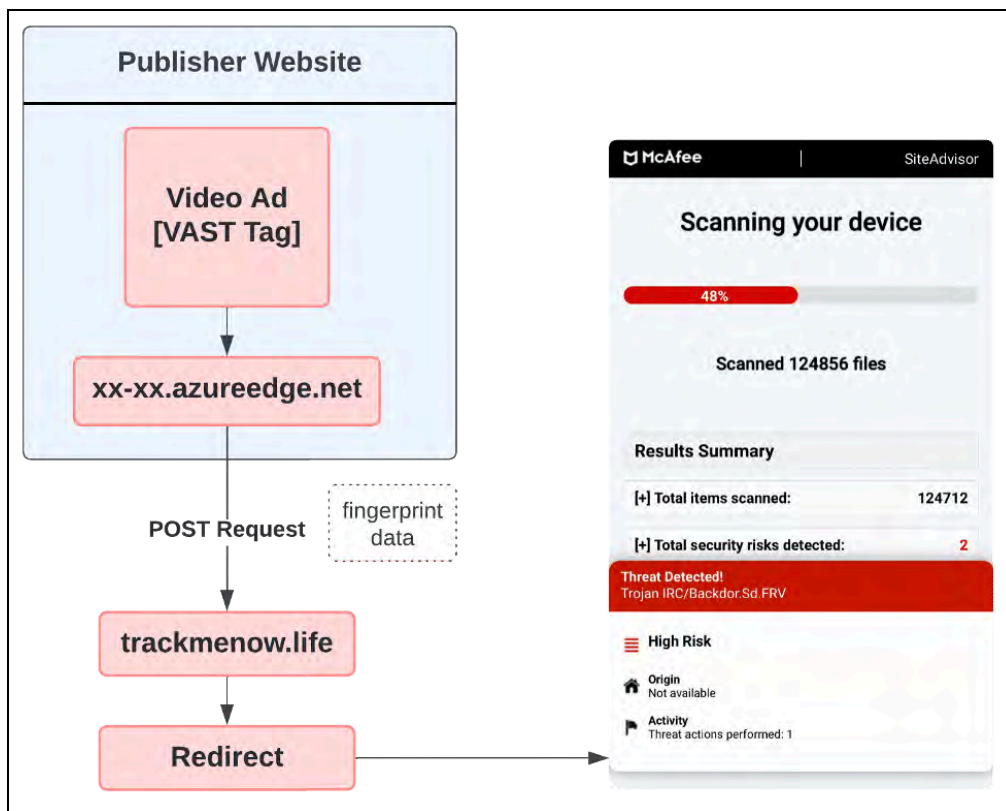 Publisher Website
Video Ad
[VAST Tag]
xx-xx.azureedge.net
POST Request
fingerprint
data
trackmenow.life
Redirect
McAfee | SiteAdvisor
Scanning your device
48%
Scanned 124856 files
Results Summary
[+] Total items scanned: 124712
[+] Total security risks detected: 2
Threat Detected!
Trojan IRC/Backdor.Sd.FRV
High Risk
Origin
Not available
Activity
Threat actions performed: 1